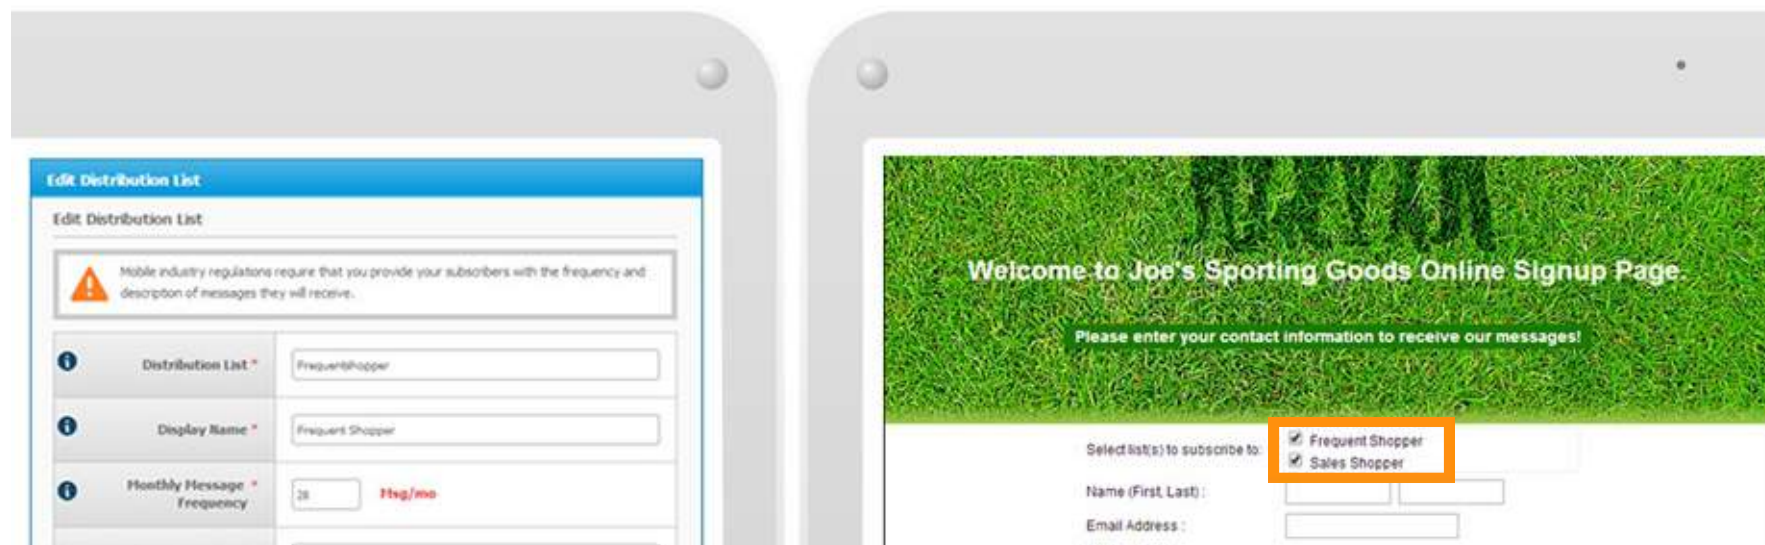 Edit Distribution List
Edit Distribution List
Mobile industry regulations require that you provide your subscribers with the frequency and
description of messages they will receive.
Distribution List *
Frequentshopper
Display Name *
Frequent Shopper
Monthly Message *
Frequency
28
Msg/mo
Welcome to Joe's Sporting Goods Online Signup Page.
Please enter your contact information to receive our messages!
Select list(s) to subscribe to:
Frequent Shopper
Sales Shopper
Name (First, Last) :
Email Address :